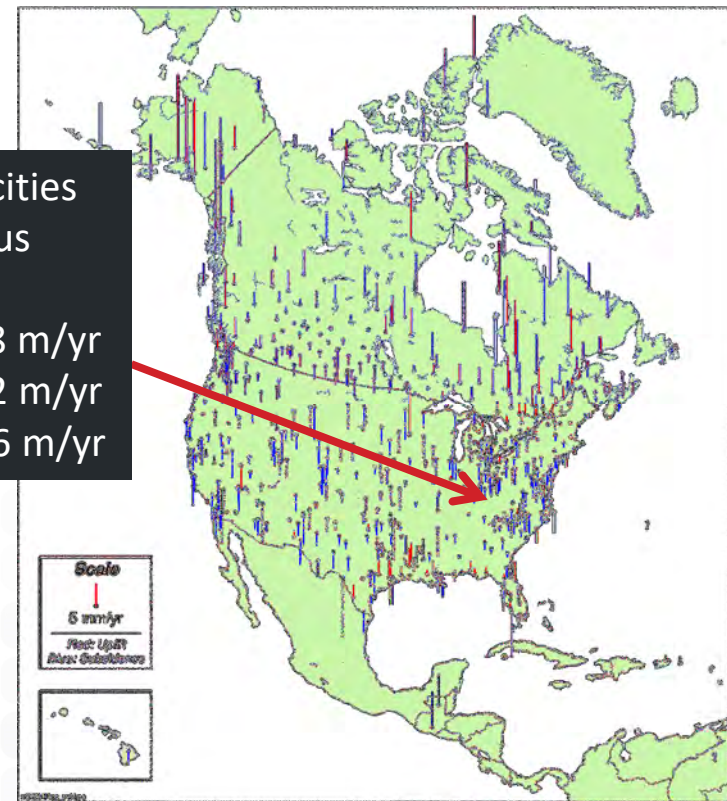 cities
us
3 m/yr
2 m/yr
6 m/yr
Scale
5 mm/yr
Red: Uplift
Blue: Subsidence